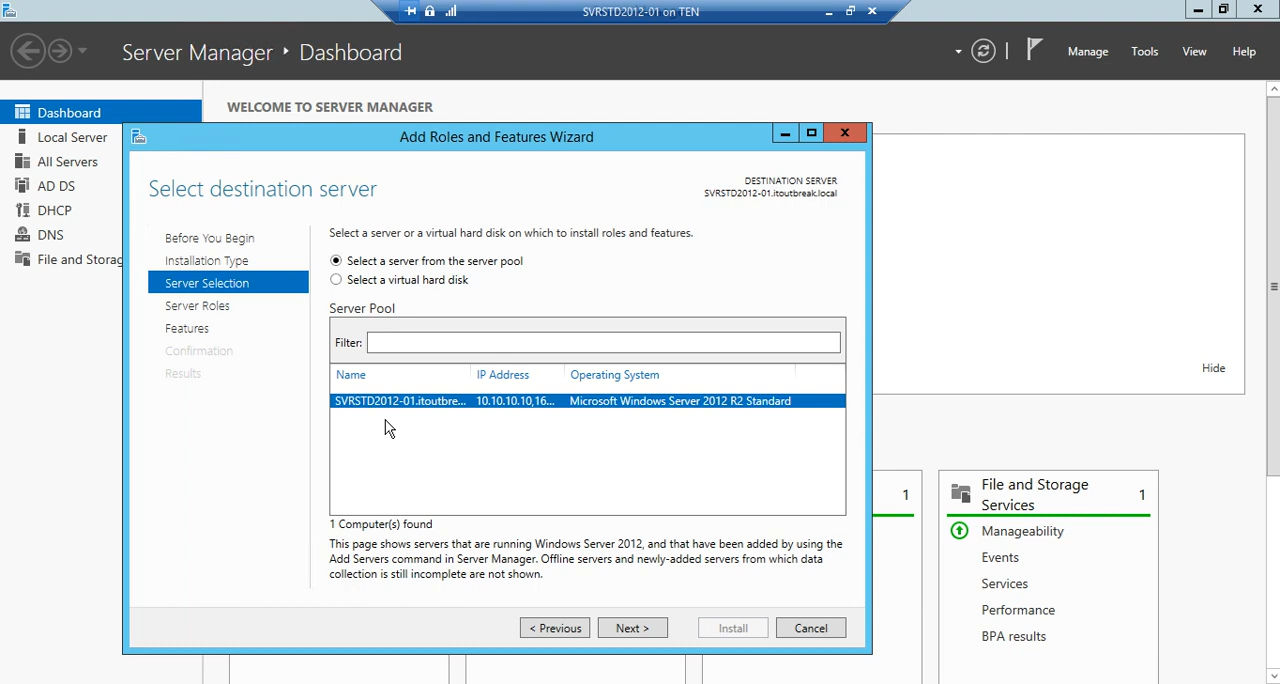 SVRSTD2012-01 on TEN
Server Manager ‣ Dashboard
Manage Tools View Help
Dashboard
Local Server
All Servers
AD DS
DHCP
DNS
File and Storag
WELCOME TO SERVER MANAGER
Add Roles and Features Wizard
Select destination server
DESTINATION SERVER
SVRSTD2012-01.itoutbreak.local
Before You Begin
Installation Type
Server Selection
Server Roles
Features
Confirmation
Results
Select a server or a virtual hard disk on which to install roles and features.
Select a server from the server pool
Select a virtual hard disk
Server Pool
Filter:
Name IP Address Operating System
SVRSTD2012-01.itoutbre... 10.10.10.10,16... Microsoft Windows Server 2012 R2 Standard
1 Computer(s) found
This page shows servers that are running Windows Server 2012, and that have been added by using the
Add Servers command in Server Manager. Offline servers and newly-added servers from which data
collection is still incomplete are not shown.
< Previous Next > Install Cancel
Hide
1
File and Storage
Services
1
Manageability
Events
Services
Performance
BPA results